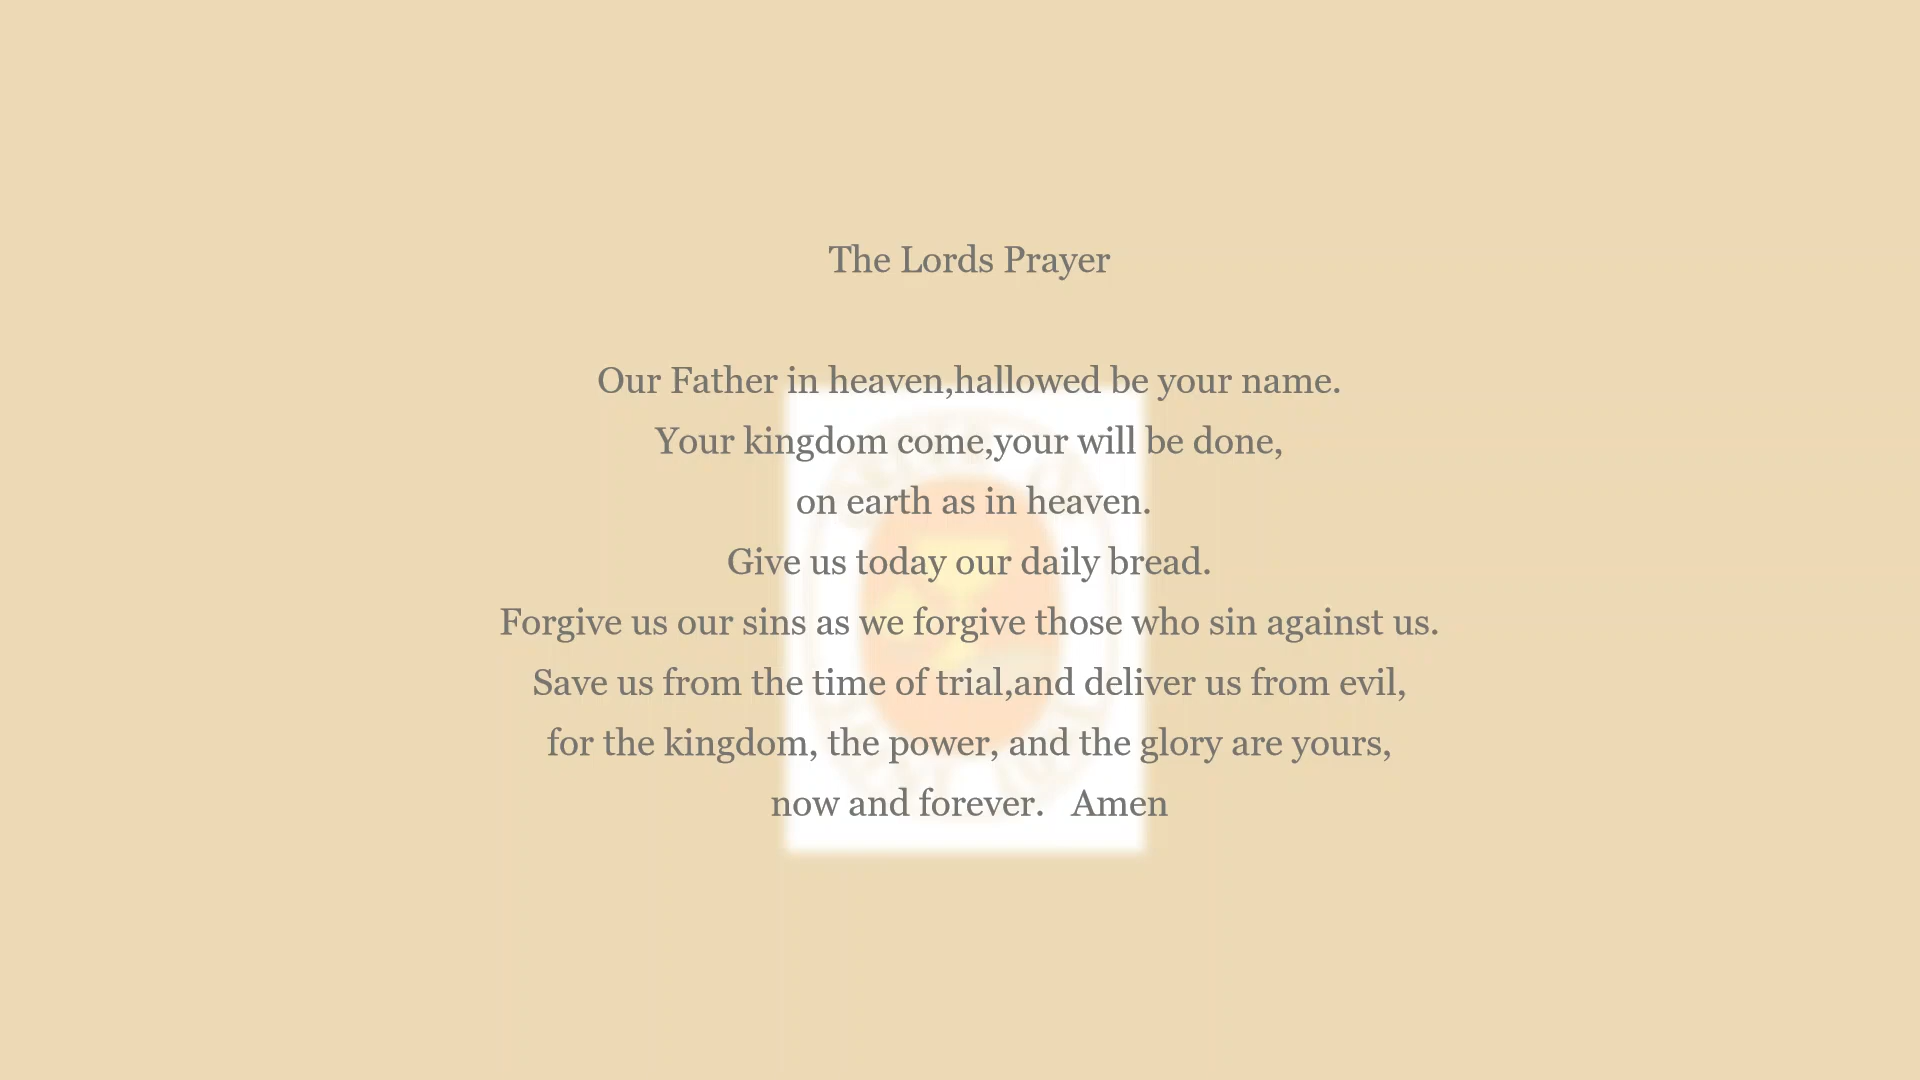 The Lords Prayer
Our Father in heaven,hallowed be your name.
Your kingdom come,your will be done,
on earth as in heaven.
Give us today our daily bread.
Forgive us our sins as we forgive those who sin against us.
Save us from the time of trial,and deliver us from evil,
for the kingdom, the power, and the glory are yours,
now and forever.   Amen